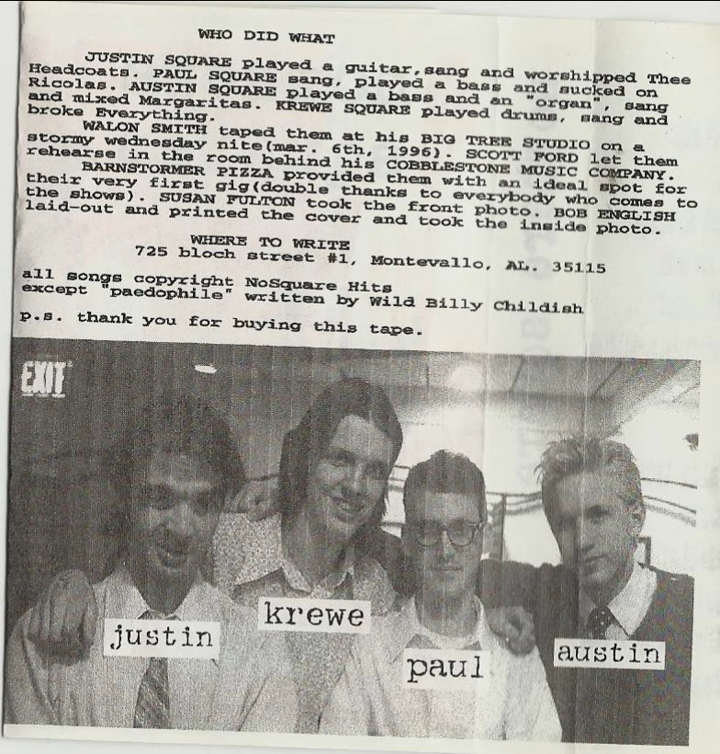 WHO DID WHAT
JUSTIN SQUARE played a guitar,sang and worshipped Thee
Headcoats. PAUL SQUARE sang, played a bass and sucked on
Ricolas. AUSTIN SQUARE played a bass and an "organ", sang
and mixed Margaritas. KREWE SQUARE played drums, sang and
broke Everything.
WALON SMITH taped them at his BIG TREE STUDIO on a
stormy wednesday nite(mar. 6th, 1996). SCOTT FORD let them
rehearse in the room behind his COBBLESTONE MUSIC COMPANY.
BARNSTORMER PIZZA provided them with an ideal spot for
their very first gig(double thanks to everybody who comes to
the shows). SUSAN FULTON took the front photo. BOB ENGLISH
laid-out and printed the cover and took the inside photo.
WHERE TO WRITE
725 bloch street #1, Montevallo, AL. 35115
all songs copyright NoSquare Hits
except "paedophile" written by Wild Billy Childish
p.s. thank you for buying this tape.
EXIT
justin
krewe
paul
austin